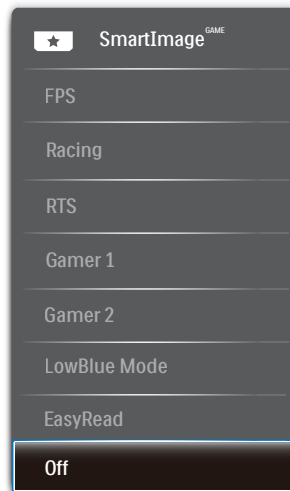 SmartImage GAME
FPS
Racing
RTS
Gamer 1
Gamer 2
LowBlue Mode
EasyRead
Off